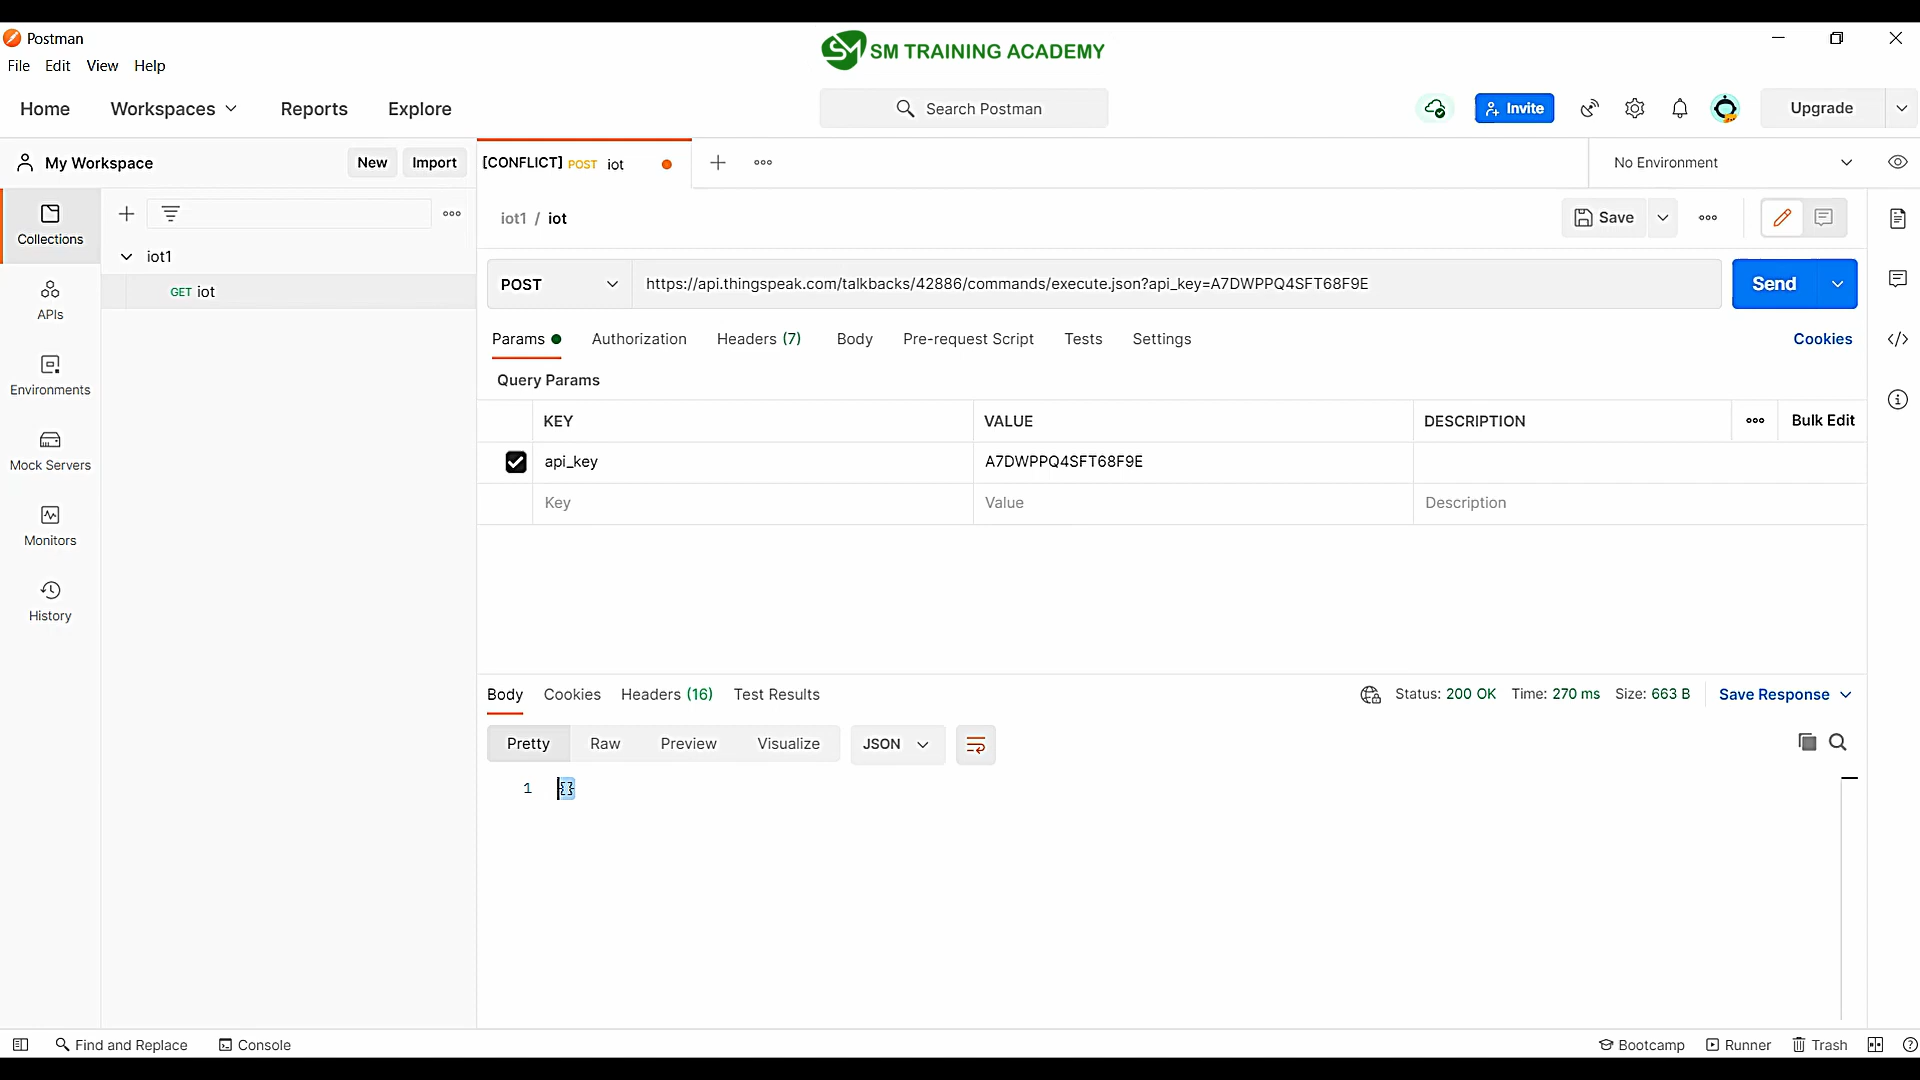 Postman
SM TRAINING ACADEMY
File Edit View Help
Home Workspaces Reports Explore
Search Postman
Invite
Upgrade
My Workspace
New
Import
[CONFLICT] POST iot
No Environment
Collections
APIs
Environments
Mock Servers
Monitors
History
iot1
GET iot
iot1 / iot
Save
POST
https://api.thingspeak.com/talkbacks/42886/commands/execute.json?api_key=A7DWPPQ4SFT68F9E
Send
Params Authorization Headers (7) Body Pre-request Script Tests Settings
Cookies
Query Params
KEY VALUE DESCRIPTION
Bulk Edit
api_key A7DWPPQ4SFT68F9E
Key Value Description
Body Cookies Headers (16) Test Results
Status: 200 OK Time: 270 ms Size: 663 B
Save Response
Pretty Raw Preview Visualize
JSON
1 {}
Find and Replace
Console
Bootcamp
Runner
Trash